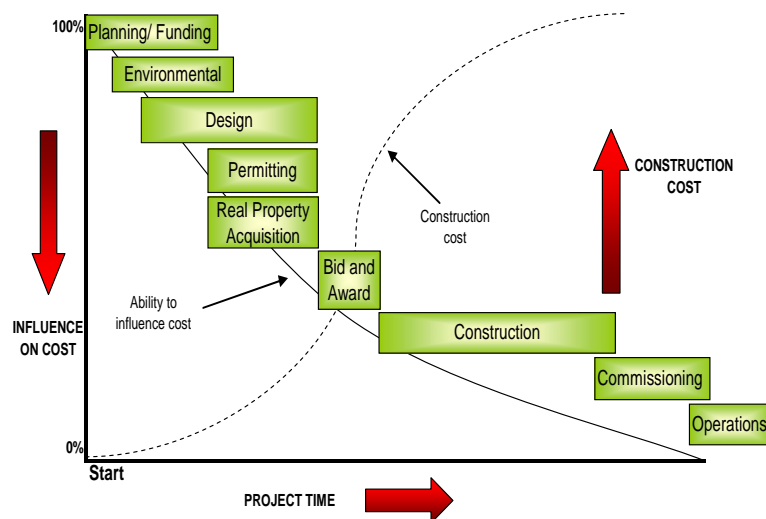 100%
Planning/ Funding
Environmental
Design
Permitting
Real Property
Acquisition
Bid and
Award
Construction
Commissioning
Operations
Ability to
influence cost
Construction
cost
CONSTRUCTION
COST
INFLUENCE
ON COST
0%
Start
PROJECT TIME